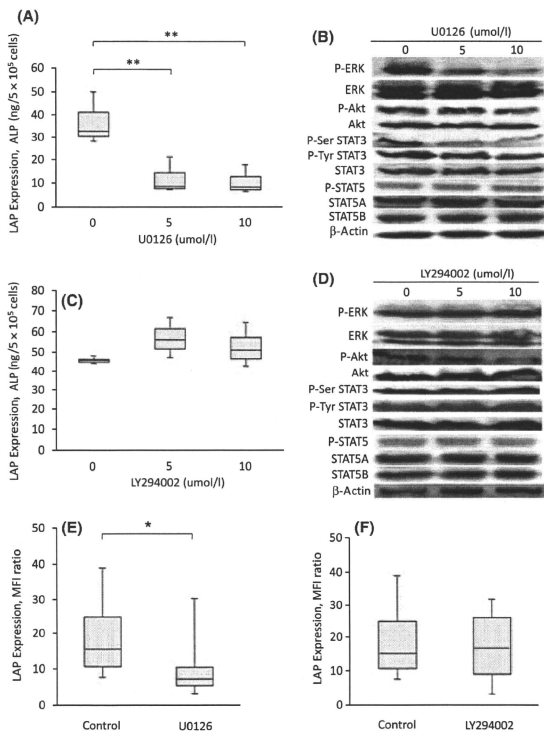 (A)
LAP Expression, ALP (ng/5 × 10⁵ cells)
60
50
40
30
20
10
0
**
**
0 5 10
U0126 (umol/l)
(B)
U0126 (umol/l)
0 5 10
P-ERK
ERK
P-Akt
Akt
P-Ser STAT3
P-Tyr STAT3
STAT3
P-STAT5
STAT5A
STAT5B
β-Actin
(C)
LAP Expression, ALP (ng/5 × 10⁵ cells)
80
70
60
50
40
30
20
10
0
0 5 10
LY294002 (umol/l)
(D)
LY294002 (umol/l)
0 5 10
P-ERK
ERK
P-Akt
Akt
P-Ser STAT3
P-Tyr STAT3
STAT3
P-STAT5
STAT5A
STAT5B
β-Actin
(E)
LAP Expression, MFI ratio
50
40
30
20
10
0
*
Control U0126
(F)
LAP Expression, MFI ratio
50
40
30
20
10
0
Control LY294002